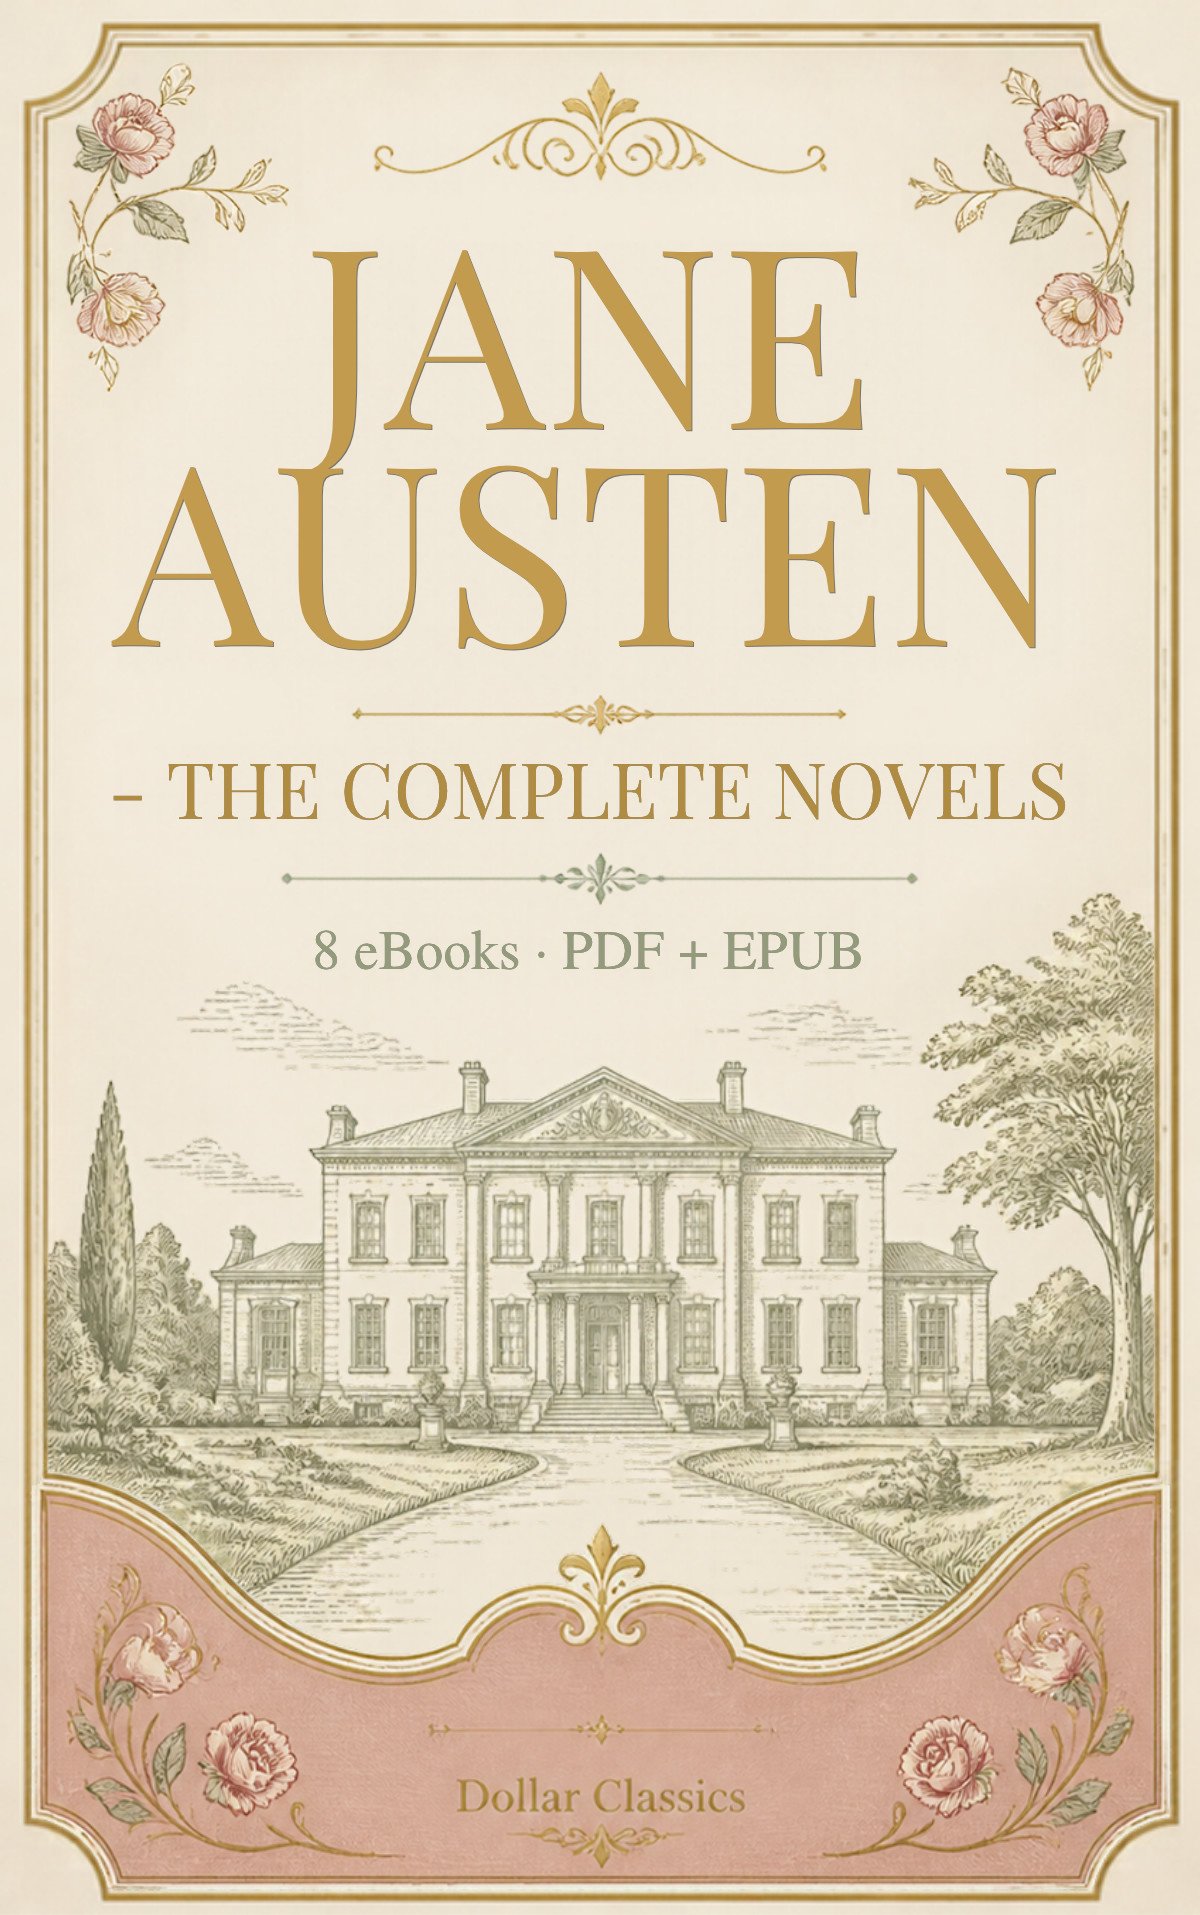 JANE
AUSTEN
– THE COMPLETE NOVELS
8 eBooks · PDF + EPUB
Dollar Classics